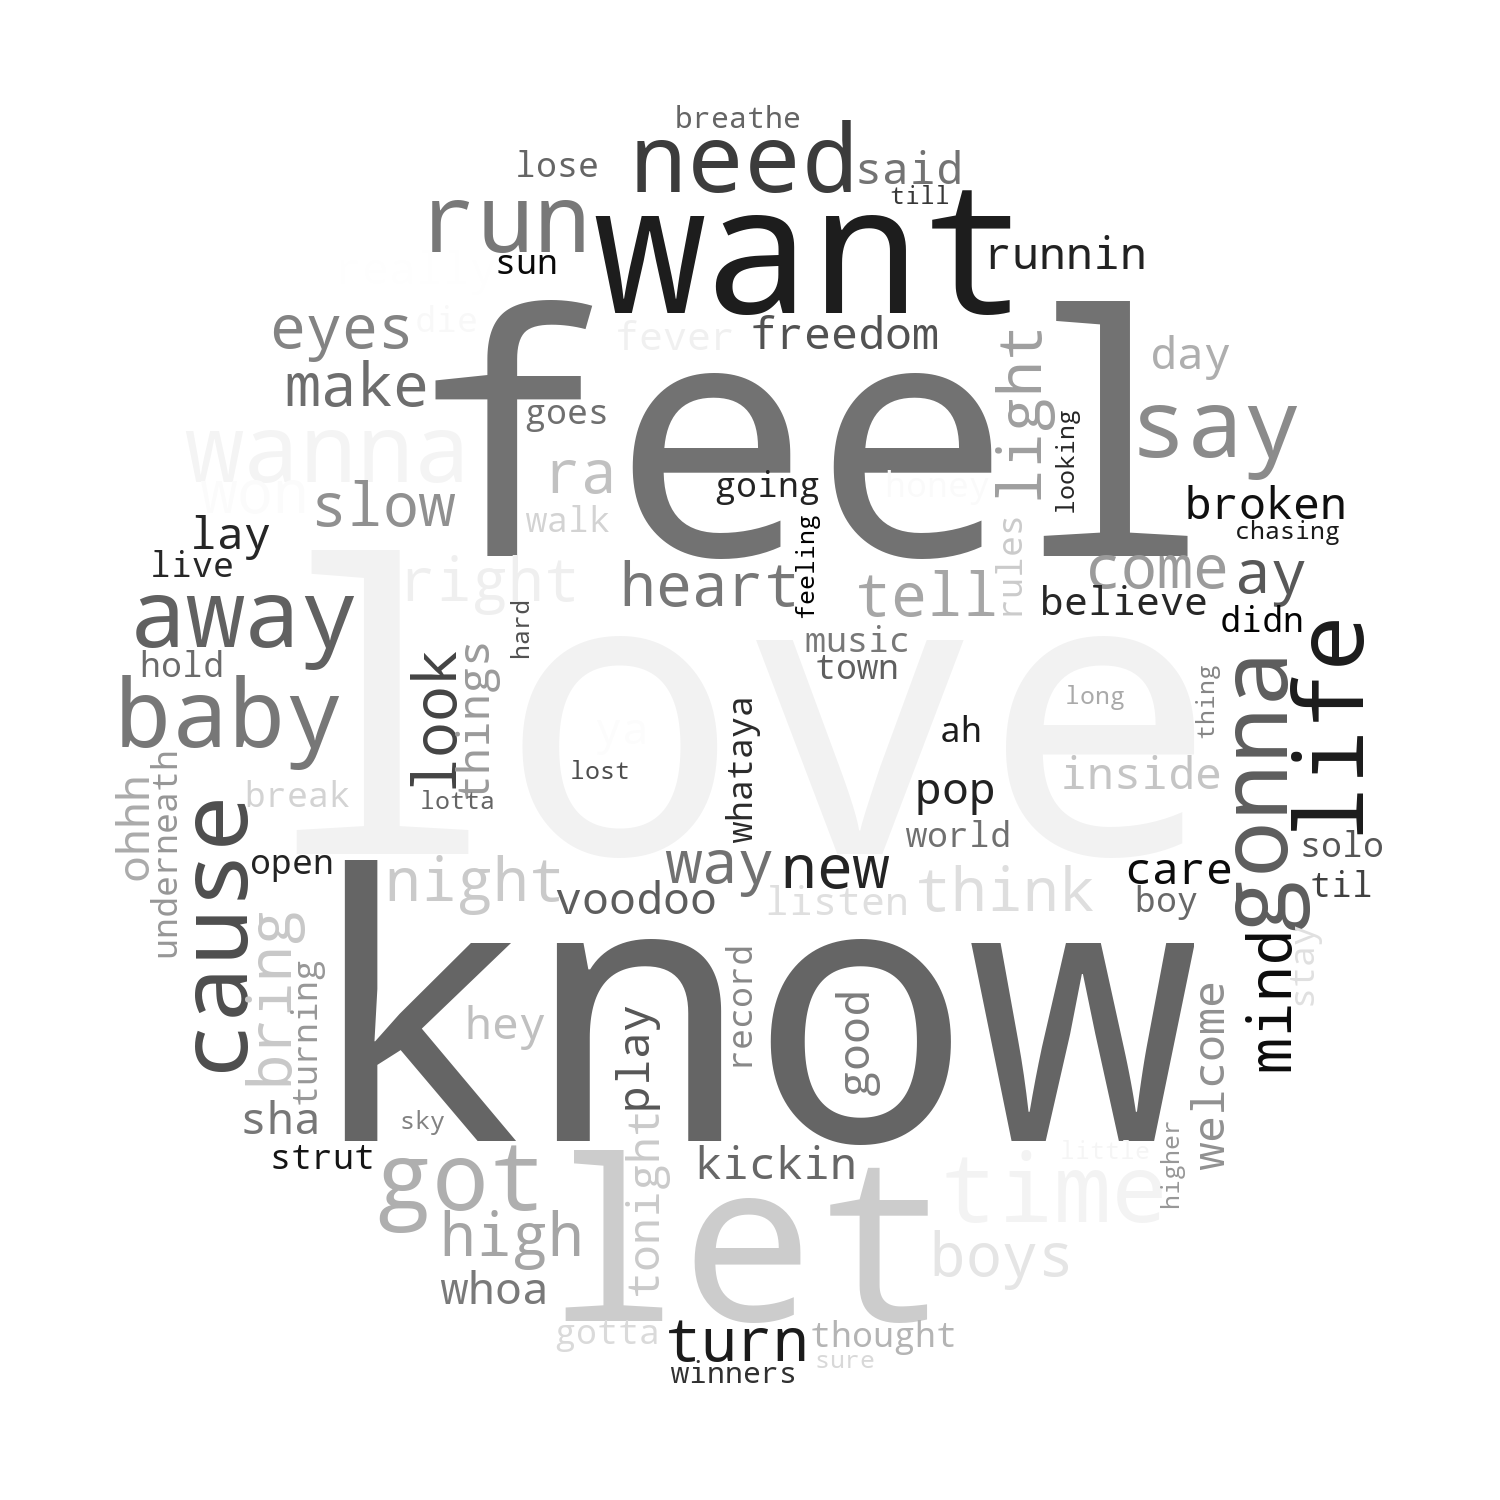 breathe
need
lose
said
till
run
want
runnin
sun
die
fever
freedom
eyes
feel
light
day
make
goes
looking
say
wanna
won
slow
ra
going
honey
broken
walk
chasing
lay
live
right
heart
feeling
tell
rules
come
ay
away
hard
believe
didn
hold
music
town
love
life
baby
look
things
long
thing
gonna
ya
whataya
ah
lost
inside
ohhh
underneath
break
lotta
pop
cause
open
night
way
new
world
care
solo
voodoo
listen
think
boy
til
know
bring
turning
hey
play
record
good
welcome
mind
stay
sha
sky
strut
got
tonight
kickin
little
time
higher
high
let
boys
whoa
gotta
turn
thought
winners
sure